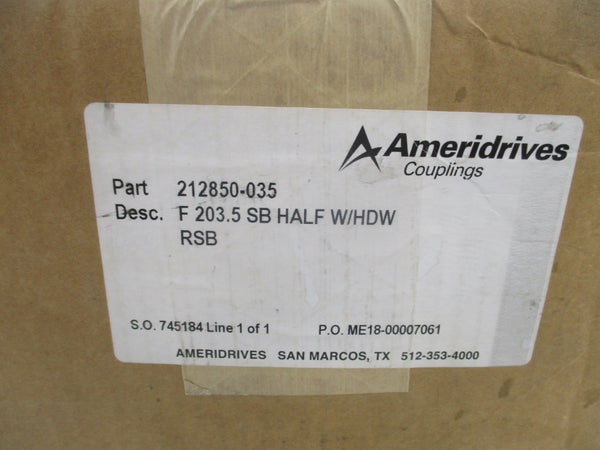 Ameridrives
Couplings
Part 212850-035
Desc. F 203.5 SB HALF W/HDW
RSB
S.O. 745184 Line 1 of 1 P.O. ME18-00007061
AMERIDRIVES SAN MARCOS, TX 512-353-4000